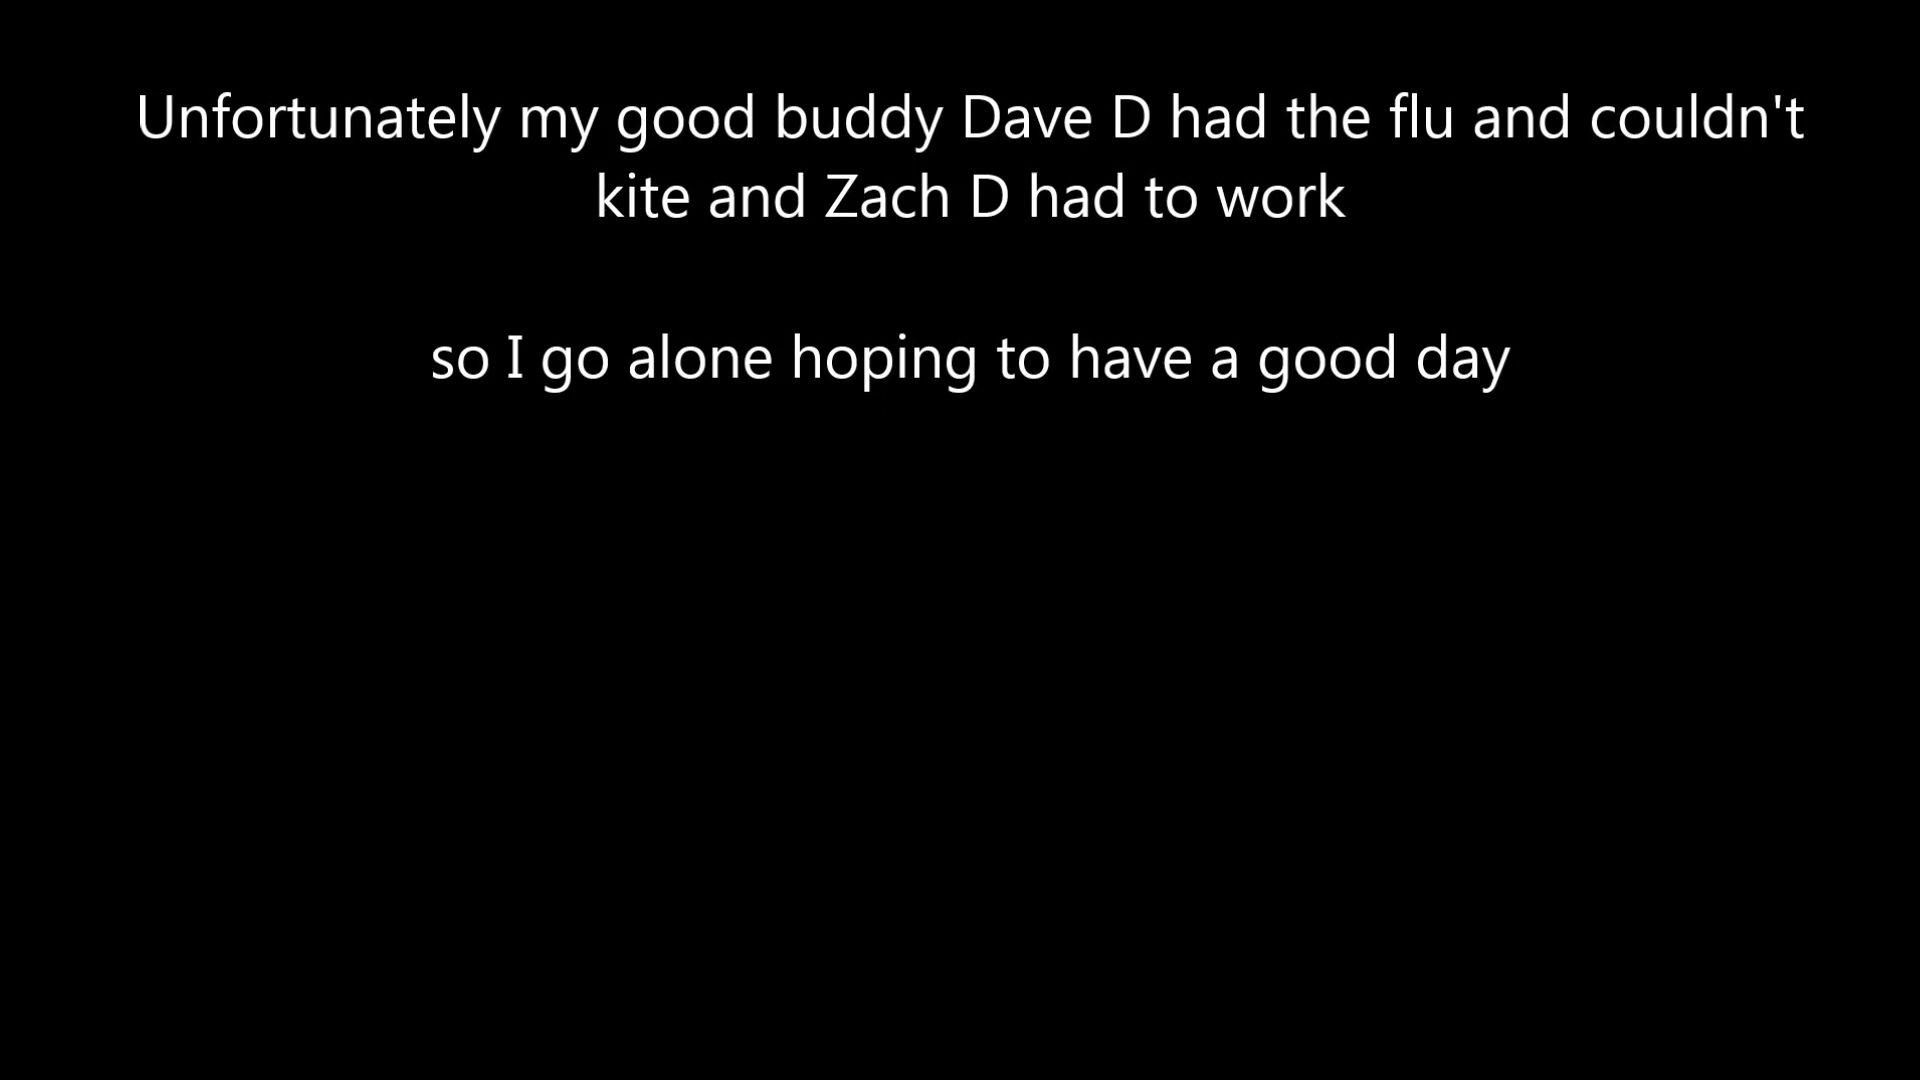 Unfortunately my good buddy Dave D had the flu and couldn't
kite and Zach D had to work
so I go alone hoping to have a good day